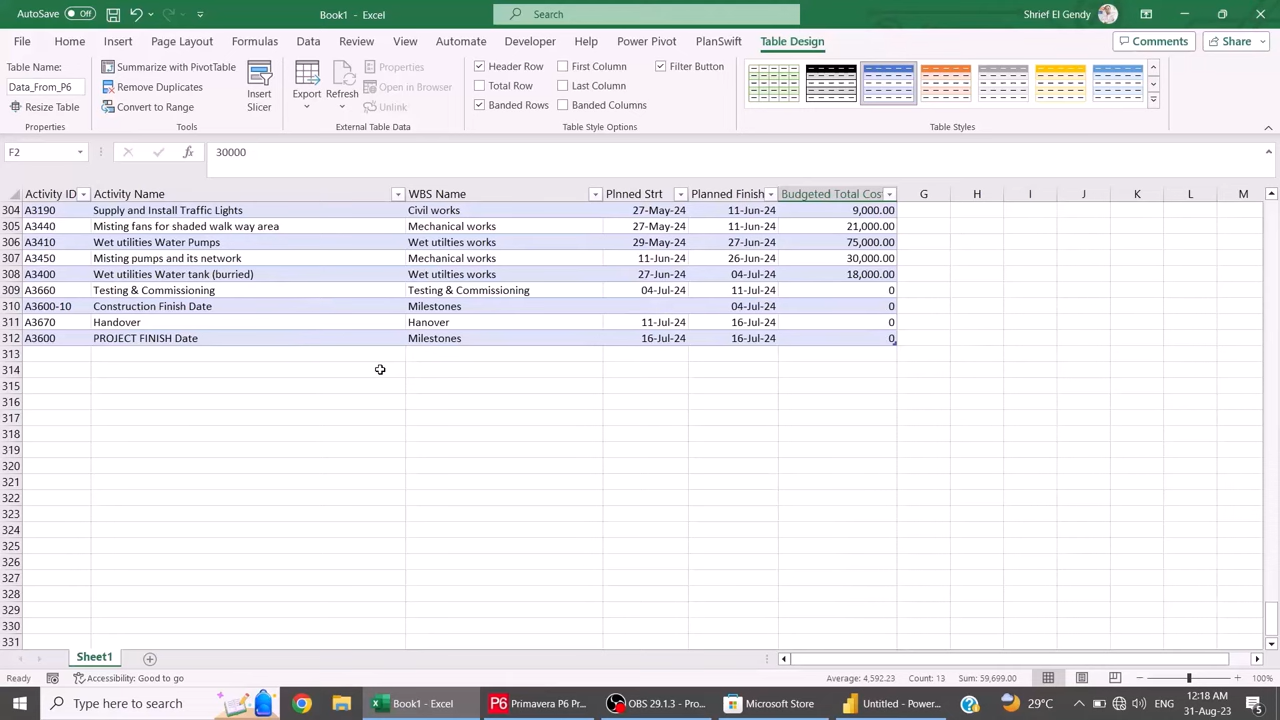 AutoSave Off Book1 - Excel Search Shrief El Gendy
File Home Insert Page Layout Formulas Data Review View Automate Developer Help Power Pivot PlanSwift Table Design Comments Share
Table Name: Summarize with PivotTable Properties Header Row First Column Filter Button
Data_From_P6 Remove Duplicates Open in Browser Total Row Last Column
Resize Table Convert to Range Insert Slicer Export Refresh Unlink Banded Rows Banded Columns
Properties Tools External Table Data Table Style Options Table Styles
F2 fx 30000
Activity ID Activity Name WBS Name Plnned Strt Planned Finish Budgeted Total Cos G H I J K L M
304 A3190 Supply and Install Traffic Lights Civil works 27-May-24 11-Jun-24 9,000.00
305 A3440 Misting fans for shaded walk way area Mechanical works 27-May-24 11-Jun-24 21,000.00
306 A3410 Wet utilities Water Pumps Wet utilties works 29-May-24 27-Jun-24 75,000.00
307 A3450 Misting pumps and its network Mechanical works 11-Jun-24 26-Jun-24 30,000.00
308 A3400 Wet utilities Water tank (burried) Wet utilties works 27-Jun-24 04-Jul-24 18,000.00
309 A3660 Testing & Commissioning Testing & Commissioning 04-Jul-24 11-Jul-24 0
310 A3600-10 Construction Finish Date Milestones 04-Jul-24 0
311 A3670 Handover Hanover 11-Jul-24 16-Jul-24 0
312 A3600 PROJECT FINISH Date Milestones 16-Jul-24 16-Jul-24 0
313
314
315
316
317
318
319
320
321
322
323
324
325
326
327
328
329
330
331
Sheet1
Ready Accessibility: Good to go Average: 4,592.23 Count: 13 Sum: 59,699.00 100%
Type here to search Book1 - Excel Primavera P6 Pr... OBS 29.1.3 - Pro... Microsoft Store Untitled - Power... 29°C 12:18 AM
31-Aug-23 5